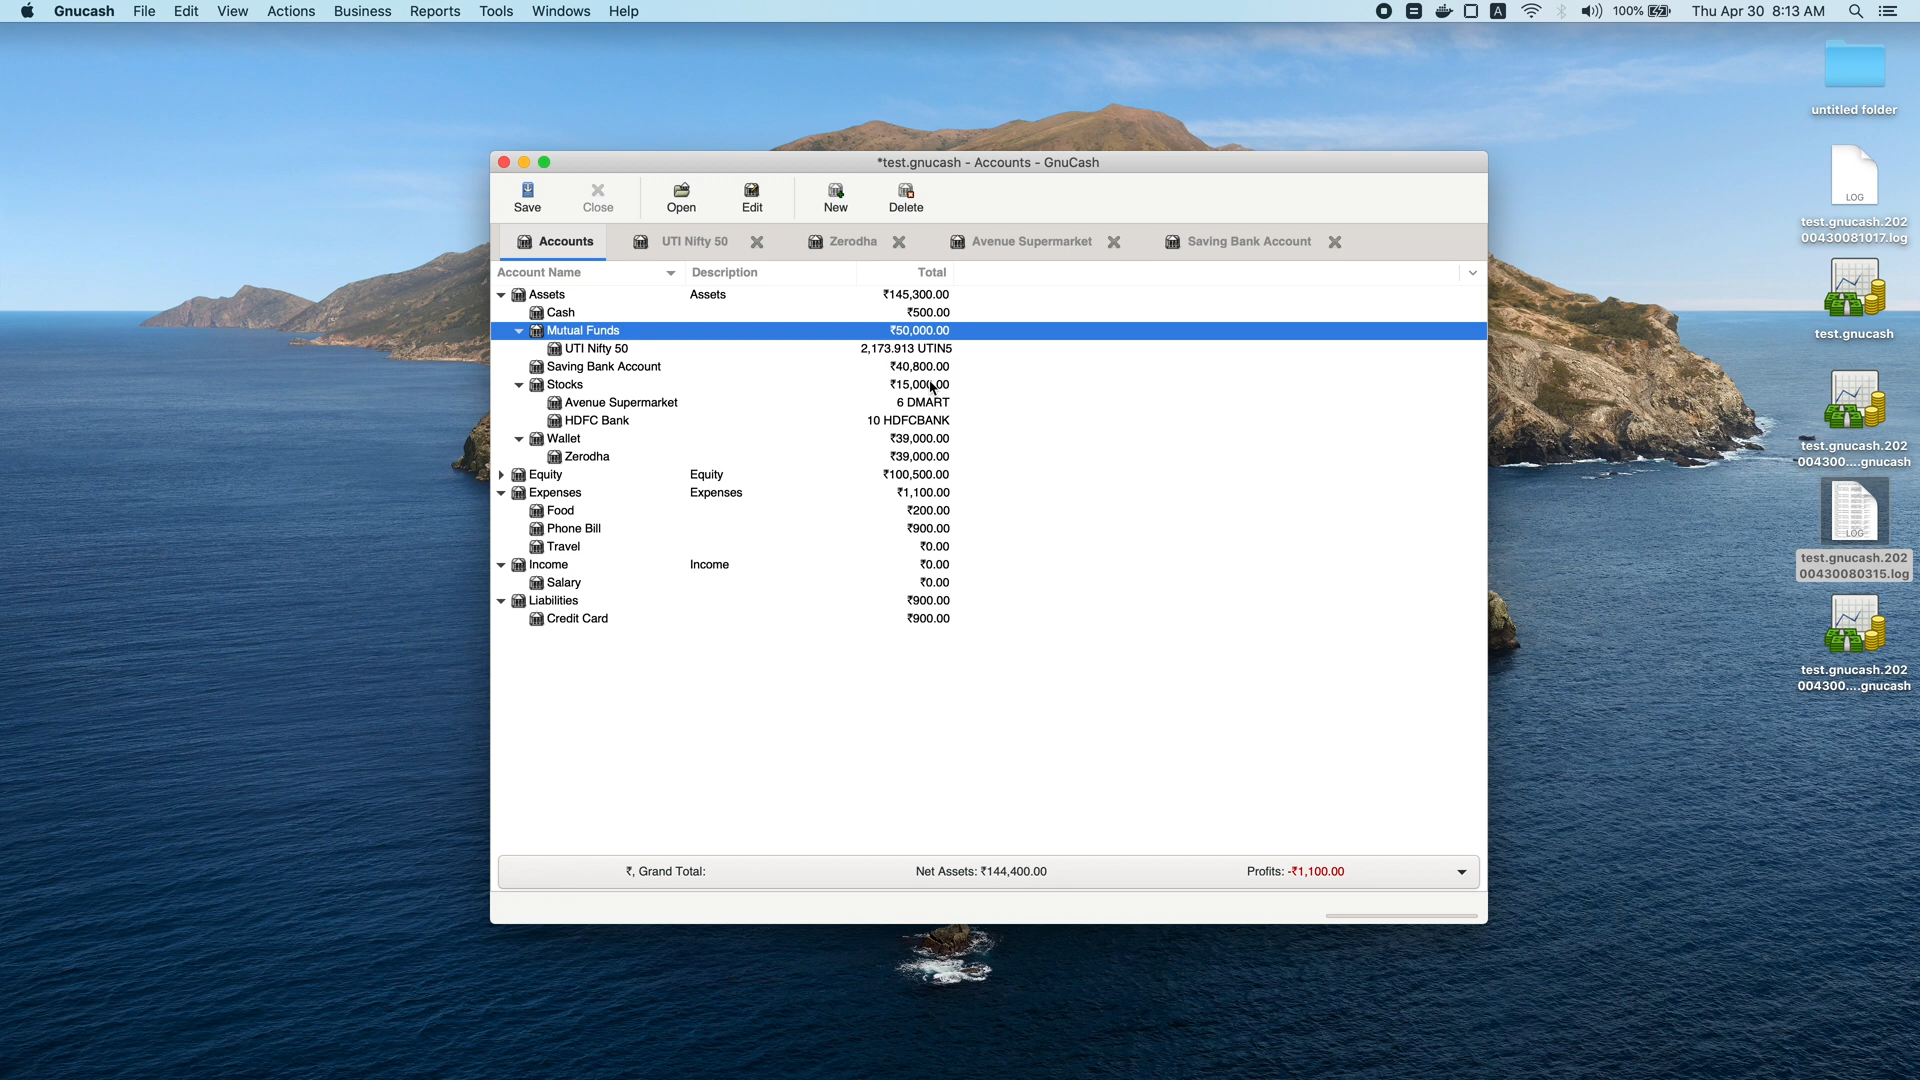 Gnucash File Edit View Actions Business Reports Tools Windows Help A 100% Thu Apr 30 8:13 AM
untitled folder
LOG
test.gnucash.202
00430081017.log
test.gnucash
test.gnucash.202
004300....gnucash
LOG
test.gnucash.202
00430080315.log
test.gnucash.202
004300....gnucash
*test.gnucash - Accounts - GnuCash
Save Close Open Edit New Delete
Accounts UTI Nifty 50 Zerodha Avenue Supermarket Saving Bank Account
Account Name Description Total
Assets Assets ₹145,300.00
Cash ₹500.00
Mutual Funds ₹50,000.00
UTI Nifty 50 2,173.913 UTIN5
Saving Bank Account ₹40,800.00
Stocks ₹15,000.00
Avenue Supermarket 6 DMART
HDFC Bank 10 HDFCBANK
Wallet ₹39,000.00
Zerodha ₹39,000.00
Equity Equity ₹100,500.00
Expenses Expenses ₹1,100.00
Food ₹200.00
Phone Bill ₹900.00
Travel ₹0.00
Income Income ₹0.00
Salary ₹0.00
Liabilities ₹900.00
Credit Card ₹900.00
₹, Grand Total: Net Assets: ₹144,400.00 Profits: -₹1,100.00